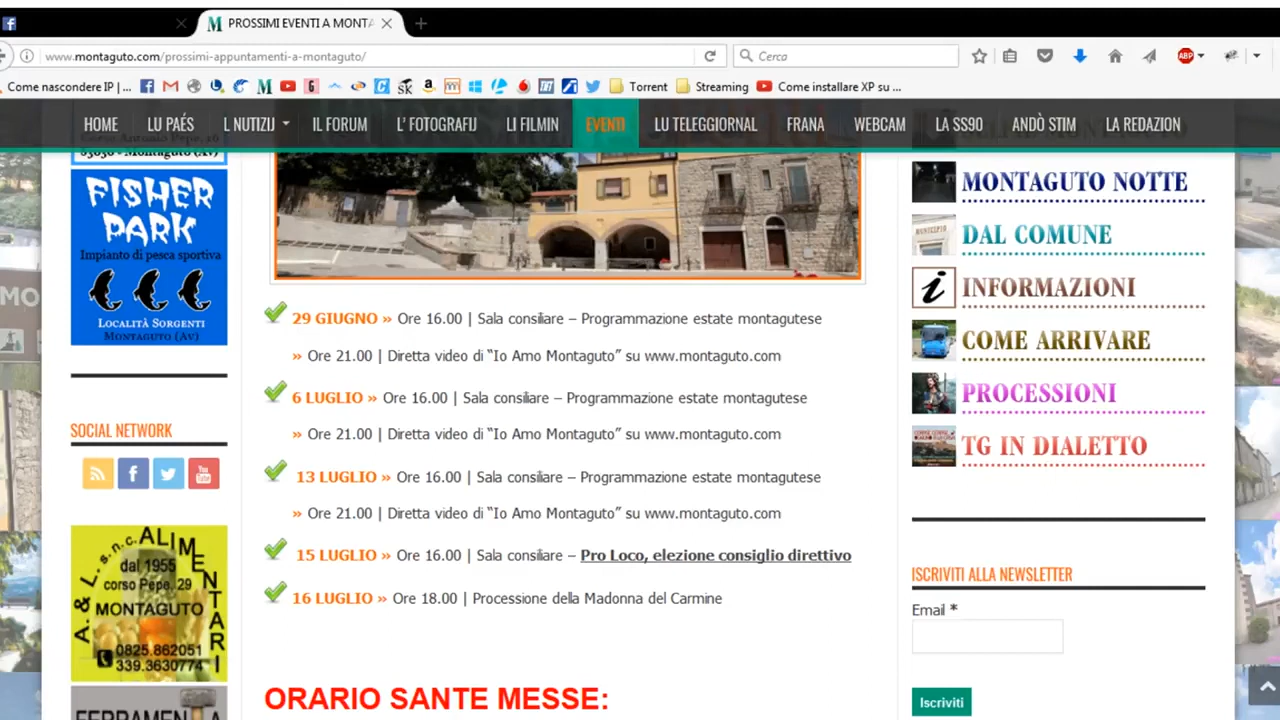 PROSSIMI EVENTI A MONTA
www.montaguto.com/prossimi-appuntamenti-a-montaguto/
Cerca
Come nascondere IP | ...
Torrent
Streaming
Come installare XP su ...
HOME
LU PAÉS
L NUTIZIJ
IL FORUM
L' FOTOGRAFIJ
LI FILMIN
EVENTI
LU TELEGGIORNAL
FRANA
WEBCAM
LA SS90
ANDÒ STIM
LA REDAZION
83030 - Montaguto (Av)
FISHER
PARK
Impianto di pesca sportiva
LOCALITÀ SORGENTI
MONTAGUTO (AV)
SOCIAL NETWORK
A. & L. s.n.c. ALIMENTARI
dal 1955
corso Pepe, 29
MONTAGUTO
0825.862051
339.3630774
FERRAMENTA
29 GIUGNO » Ore 16.00 | Sala consiliare – Programmazione estate montagutese
» Ore 21.00 | Diretta video di “Io Amo Montaguto” su www.montaguto.com
6 LUGLIO » Ore 16.00 | Sala consiliare – Programmazione estate montagutese
» Ore 21.00 | Diretta video di “Io Amo Montaguto” su www.montaguto.com
13 LUGLIO » Ore 16.00 | Sala consiliare – Programmazione estate montagutese
» Ore 21.00 | Diretta video di “Io Amo Montaguto” su www.montaguto.com
15 LUGLIO » Ore 16.00 | Sala consiliare – Pro Loco, elezione consiglio direttivo
16 LUGLIO » Ore 18.00 | Processione della Madonna del Carmine
ORARIO SANTE MESSE:
MONTAGUTO NOTTE
MUNICIPIO
DAL COMUNE
INFORMAZIONI
COME ARRIVARE
PROCESSIONI
TG IN DIALETTO
ISCRIVITI ALLA NEWSLETTER
Email *
Iscriviti